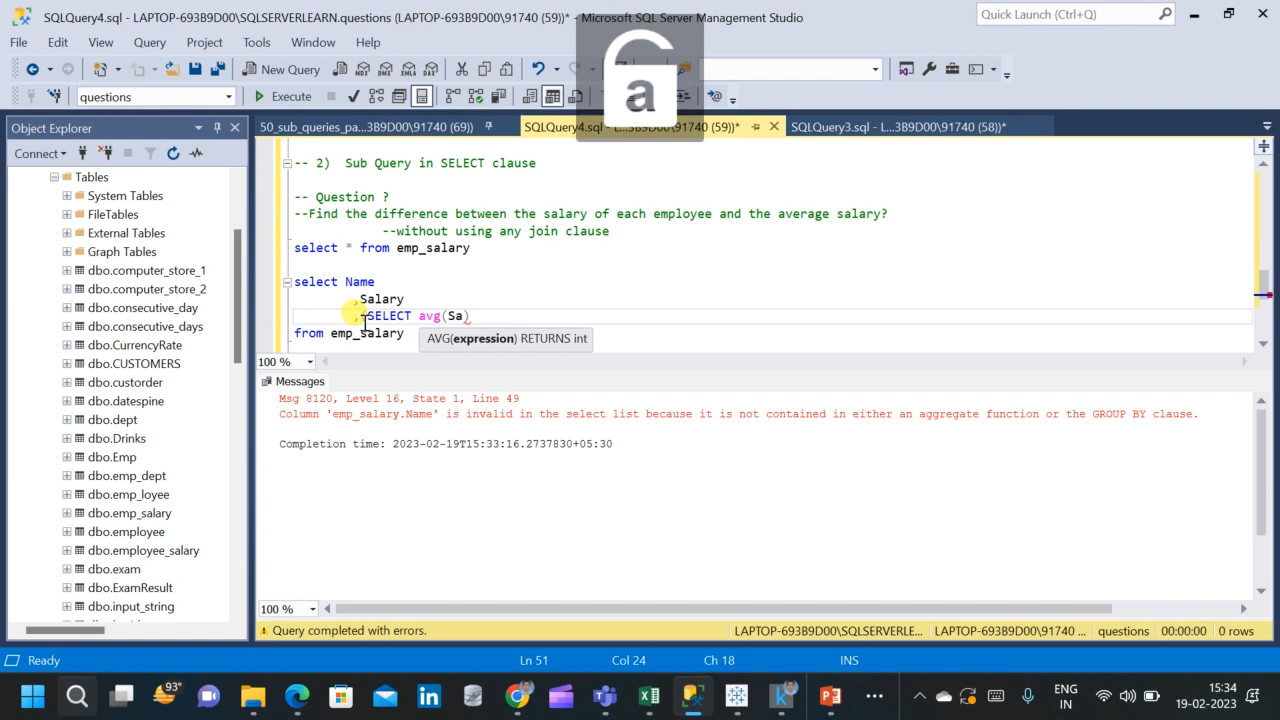 SQLQuery4.sql - LAPTOP-693B9D00\SQLSERVERLEARN.questions (LAPTOP-693B9D00\91740 (59))* - Microsoft SQL Server Management Studio
Quick Launch (Ctrl+Q)
File Edit View Query Project Tools Window Help
New Query
MDX DMX XMLA DAX
a
questions
Execute
Object Explorer
50_sub_queries_pa...3B9D00\91740 (69))
SQLQuery4.sql - L...3B9D00\91740 (59))*
SQLQuery3.sql - L...3B9D00\91740 (58))*
Connect
Tables
System Tables
FileTables
External Tables
Graph Tables
dbo.computer_store_1
dbo.computer_store_2
dbo.consecutive_day
dbo.consecutive_days
dbo.CurrencyRate
dbo.CUSTOMERS
dbo.custorder
dbo.datespine
dbo.dept
dbo.Drinks
dbo.Emp
dbo.emp_dept
dbo.emp_loyee
dbo.emp_salary
dbo.employee
dbo.employee_salary
dbo.exam
dbo.ExamResult
dbo.input_string
-- 2) Sub Query in SELECT clause
-- Question ?
--Find the difference between the salary of each employee and the average salary?
--without using any join clause
select * from emp_salary
select Name
,Salary
SELECT avg(Sa)
from emp_salary
AVG(expression) RETURNS int
100 %
Messages
Msg 8120, Level 16, State 1, Line 49
Column 'emp_salary.Name' is invalid in the select list because it is not contained in either an aggregate function or the GROUP BY clause.
Completion time: 2023-02-19T15:33:16.2737830+05:30
100 %
Query completed with errors.
LAPTOP-693B9D00\SQLSERVERLE... LAPTOP-693B9D00\91740 ... questions 00:00:00 0 rows
Ready
Ln 51 Col 24 Ch 18 INS
93°
ENG
IN
15:34
19-02-2023